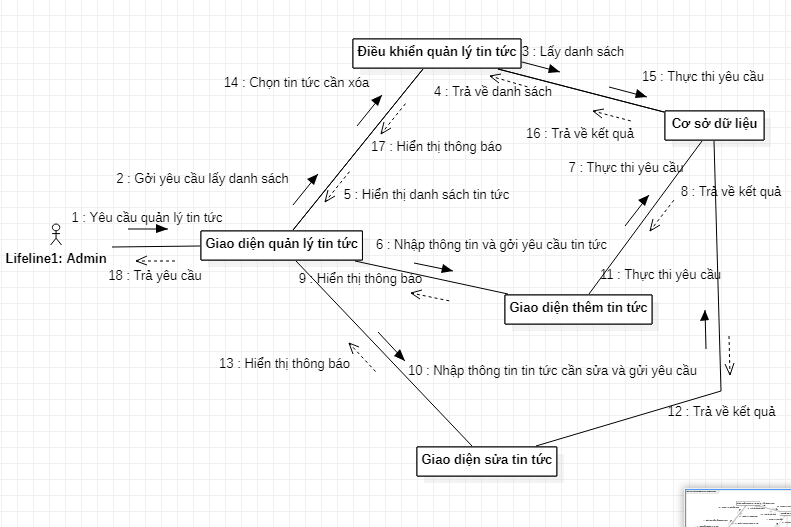 Điều khiển quản lý tin tức
3 : Lấy danh sách
14 : Chọn tin tức cần xóa
15 : Thực thi yêu cầu
4 : Trả về danh sách
Cơ sở dữ liệu
16 : Trả về kết quả
17 : Hiển thị thông báo
7 : Thực thi yêu cầu
2 : Gởi yêu cầu lấy danh sách
8 : Trả về kết quả
5 : Hiển thị danh sách tin tức
1 : Yêu cầu quản lý tin tức
Giao diện quản lý tin tức
6 : Nhập thông tin và gởi yêu cầu tin tức
Lifeline1: Admin
18 : Trả yêu cầu
9 : Hiển thị thông báo
11 : Thực thi yêu cầu
Giao diện thêm tin tức
13 : Hiển thị thông báo
10 : Nhập thông tin tin tức cần sửa và gửi yêu cầu
12 : Trả về kết quả
Giao diện sửa tin tức